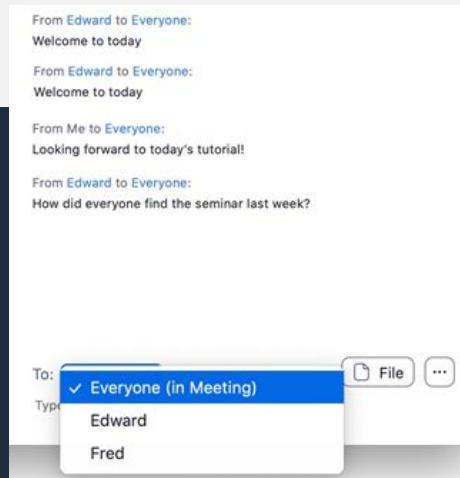 From Edward to Everyone:
Welcome to today
From Edward to Everyone:
Welcome to today
From Me to Everyone:
Looking forward to today's tutorial!
From Edward to Everyone:
How did everyone find the seminar last week?
To:
✓ Everyone (in Meeting)
File
...
Type
Edward
Fred